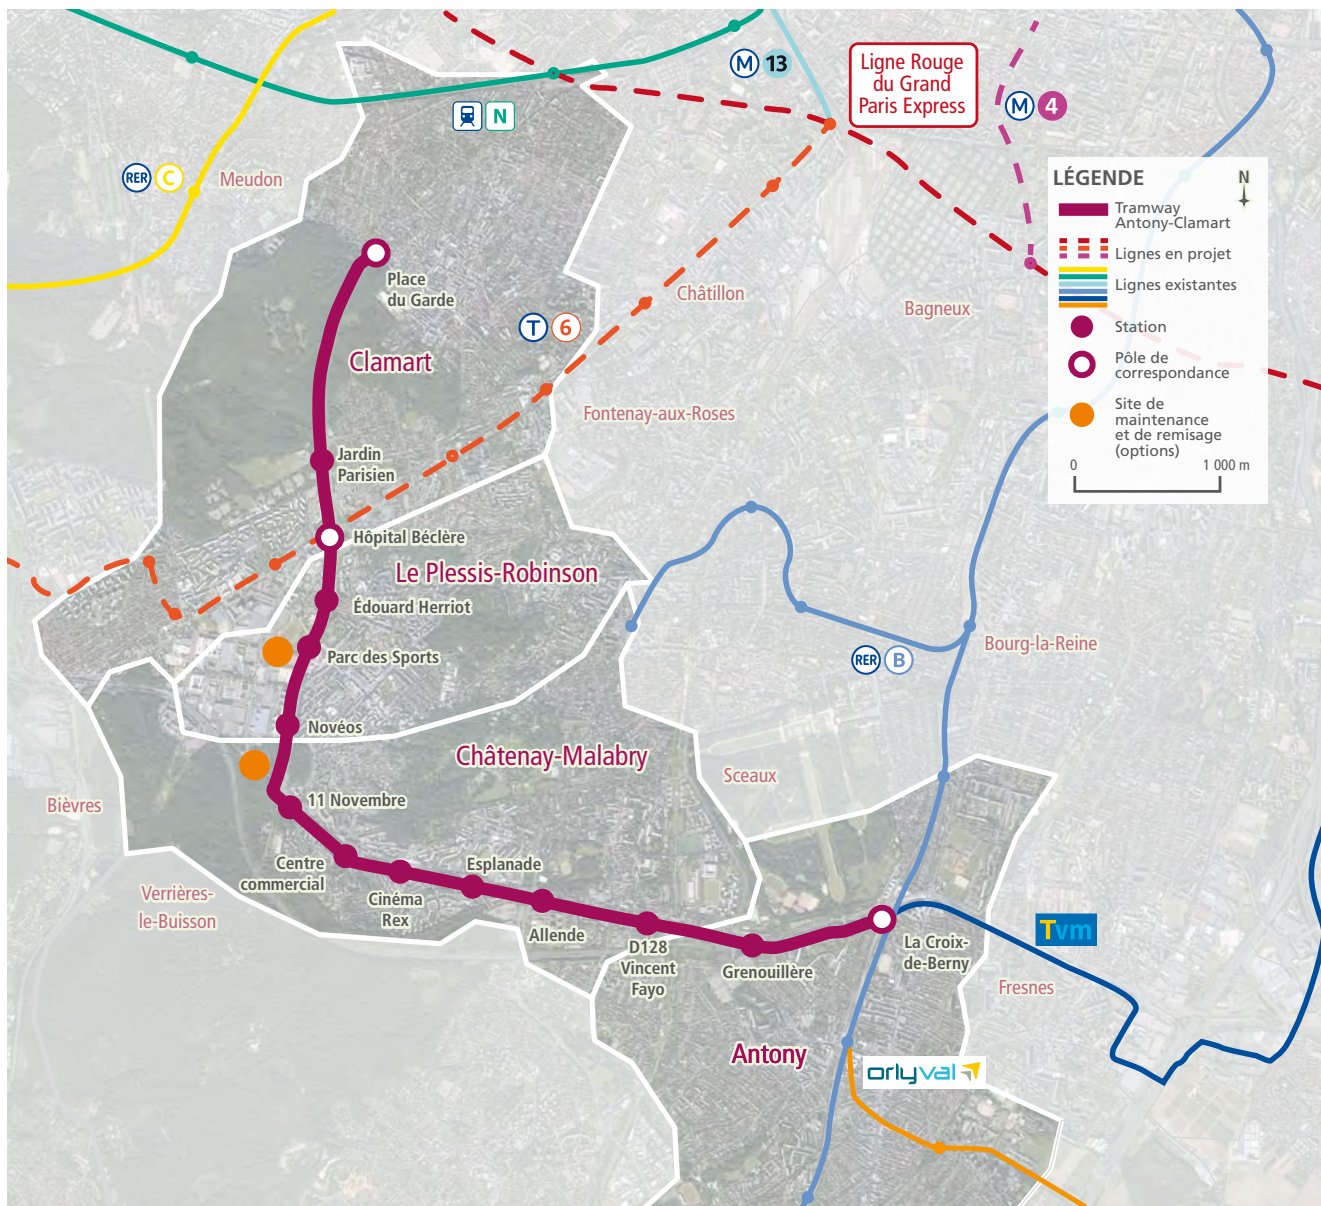 M 13
Ligne Rouge
du Grand
Paris Express
M 4
N
RER C
Meudon
LÉGENDE
N
Tramway
Antony-Clamart
Lignes en projet
Lignes existantes
Station
Pôle de
correspondance
Site de
maintenance
et de remisage
(options)
0 1 000 m
Place
du Garde
Châtillon
Bagneux
T 6
Clamart
Fontenay-aux-Roses
Jardin
Parisien
Hôpital Béclère
Le Plessis-Robinson
Édouard Herriot
Parc des Sports
Bourg-la-Reine
RER B
Novéos
Châtenay-Malabry
Sceaux
Bièvres
11 Novembre
Centre
commercial
Esplanade
Cinéma
Rex
Verrières-
le-Buisson
Allende
D128
Vincent
Fayo
Grenouillère
La Croix-
de-Berny
Tvm
Fresnes
Antony
orlyval